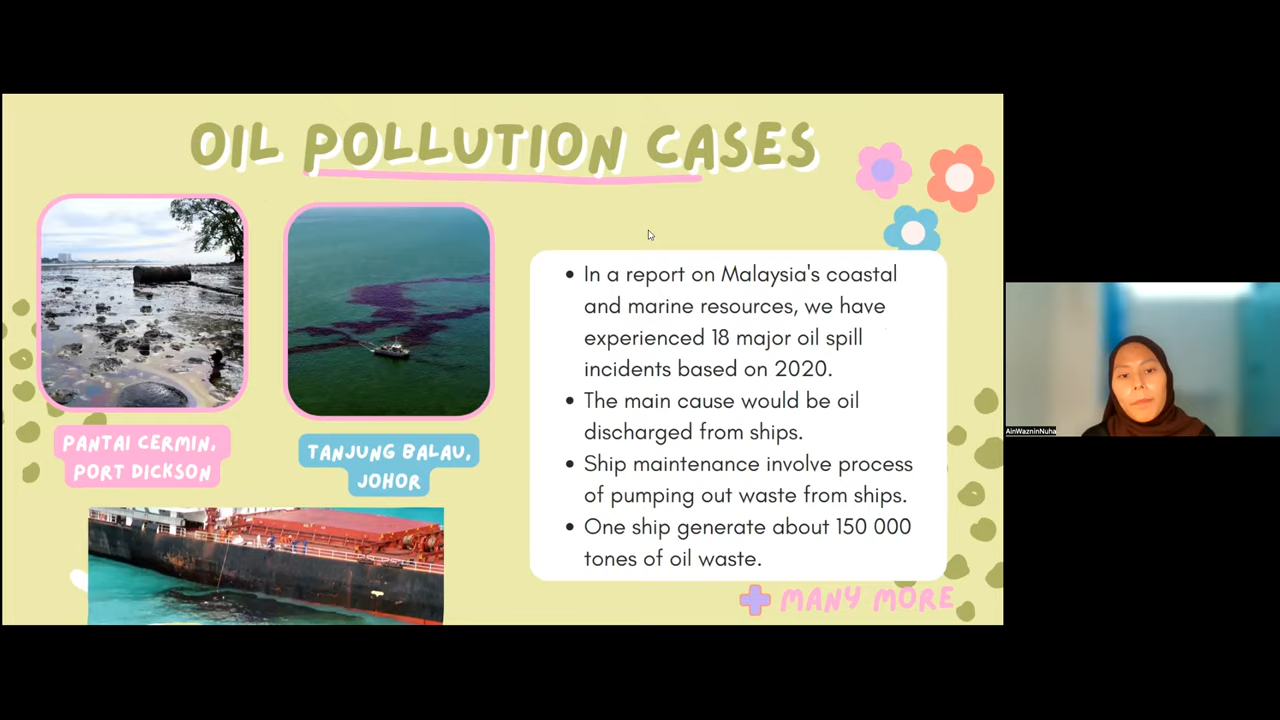 OIL POLLUTION CASES
PANTAI CERMIN,
PORT DICKSON
TANJUNG BALAU,
JOHOR
In a report on Malaysia's coastal
and marine resources, we have
experienced 18 major oil spill
incidents based on 2020.
The main cause would be oil
discharged from ships.
Ship maintenance involve process
of pumping out waste from ships.
One ship generate about 150 000
tones of oil waste.
MANY MORE
AinWazninNuha